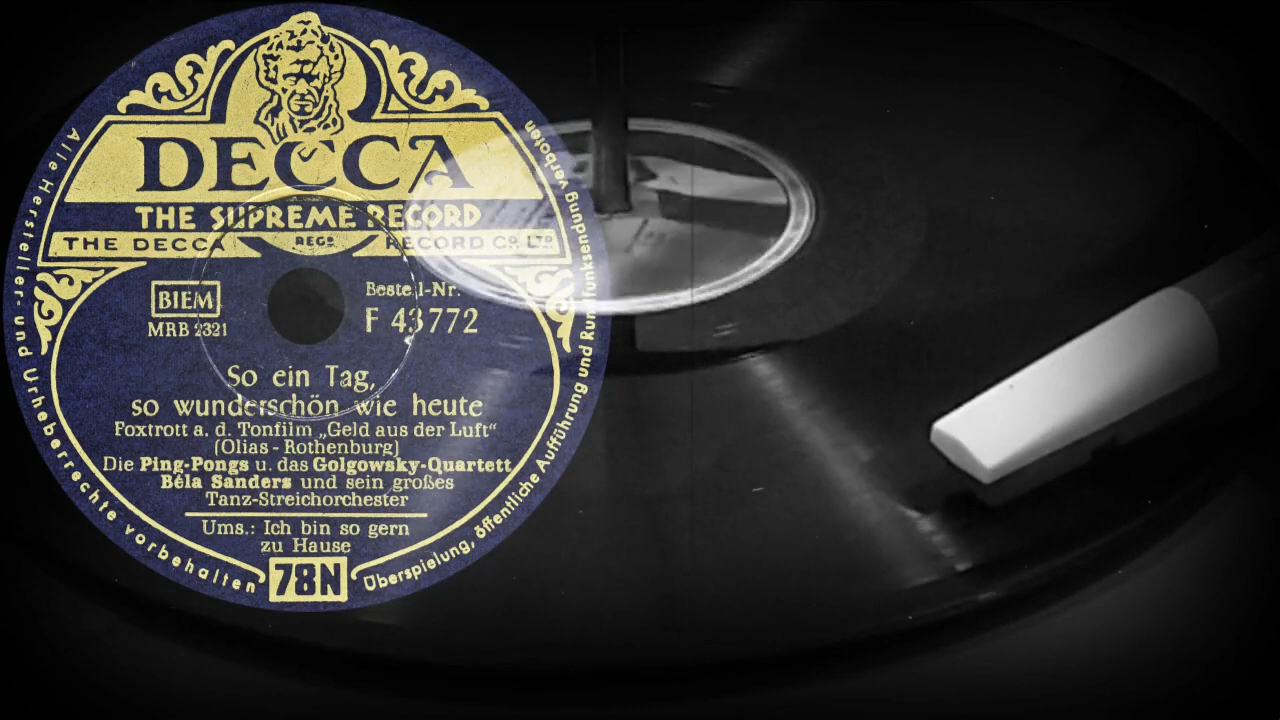 DECCA
THE SUPREME RECORD
THE DECCA REGD RECORD CO. LTD
BIEM
MRB 2321
Bestell-Nr.
F 43772
So ein Tag,
so wunderschön wie heute
Foxtrott a. d. Tonfilm „Geld aus der Luft“
(Olias - Rothenburg)
Die Ping-Pongs u. das Golgowsky-Quartett
Béla Sanders und sein großes
Tanz-Streichorchester
Ums.: Ich bin so gern
zu Hause
78N
Alle Hersteller- und Urheberrechte vorbehalten
Überspielung, öffentliche Aufführung und Rundfunksendung verboten